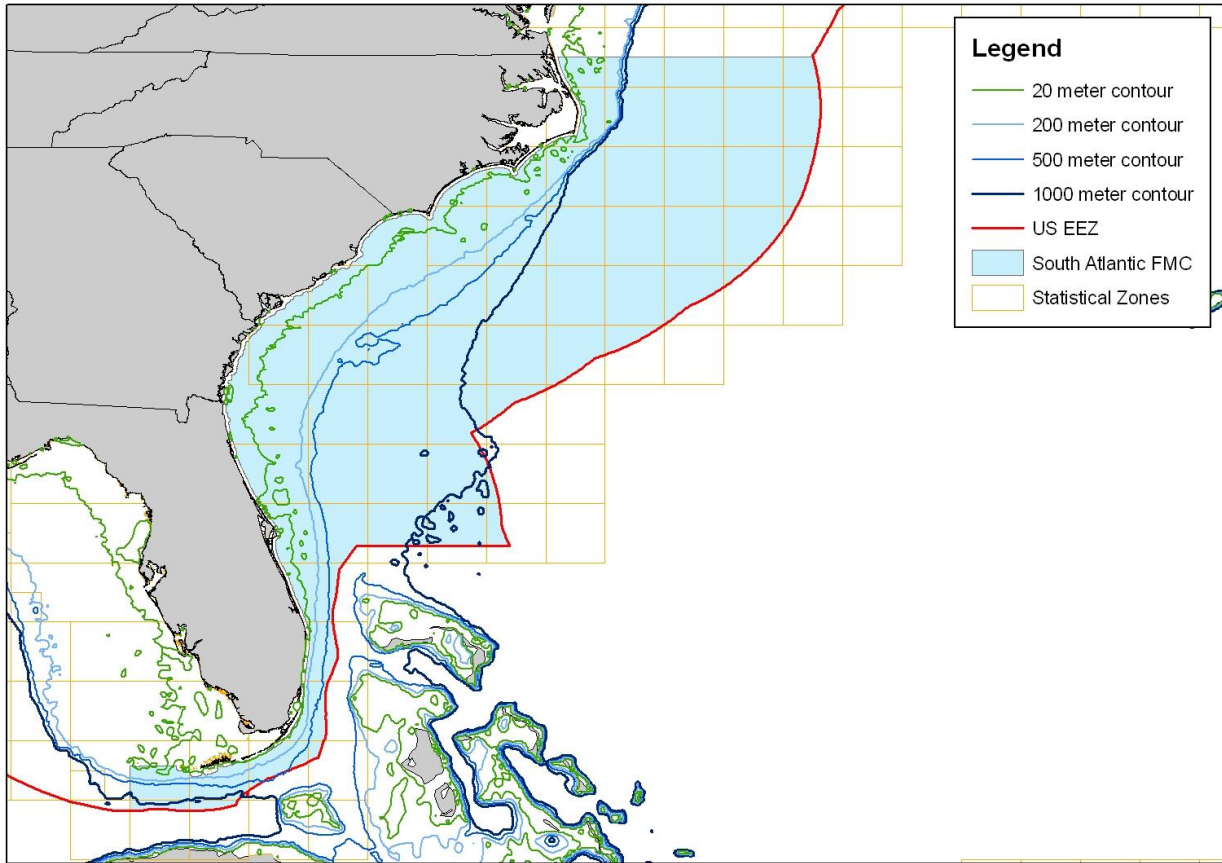 Legend
20 meter contour
200 meter contour
500 meter contour
1000 meter contour
US EEZ
South Atlantic FMC
Statistical Zones